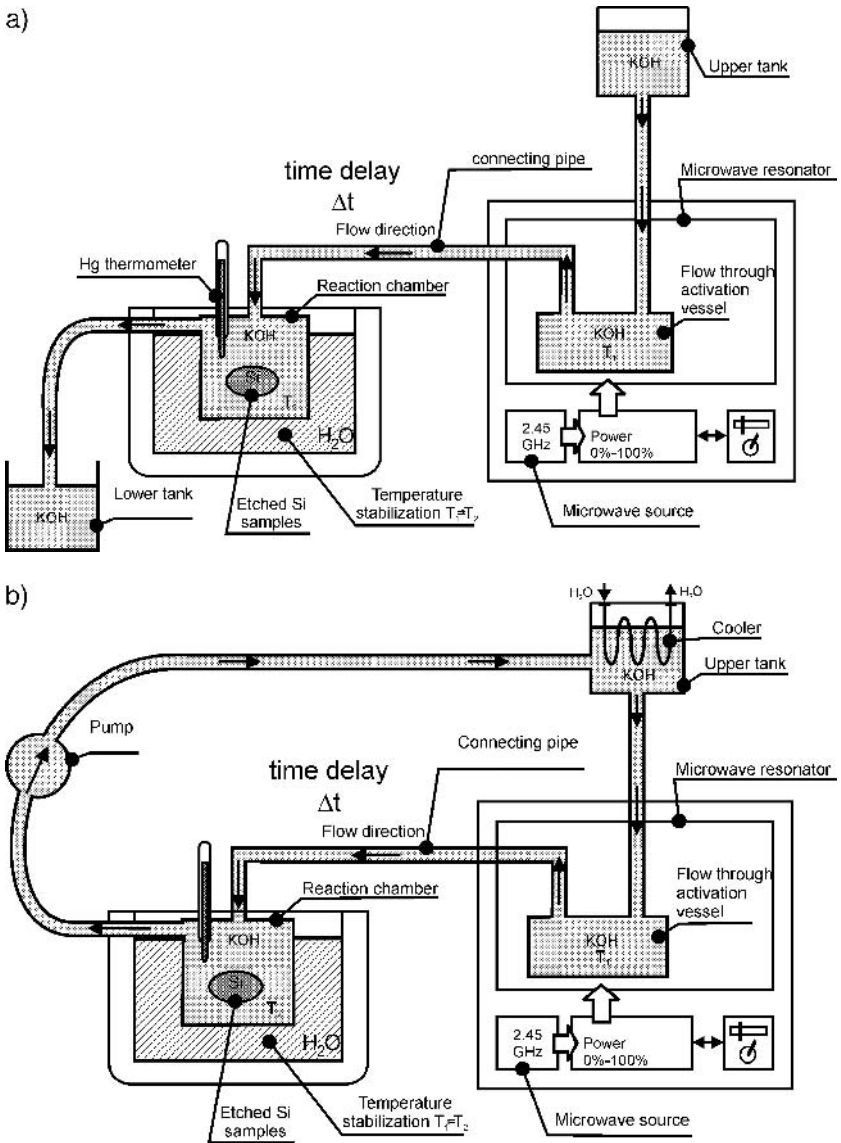 a)
KOH
Upper tank
connecting pipe
Microwave resonator
time delay
Δt
Flow direction
Hg thermometer
Reaction chamber
Flow through
activation
vessel
KOH
KOH
T₁
Si
T
H₂O
2.45
GHz
Power
0%-100%
Lower tank
KOH
Etched Si
samples
Temperature
stabilization T₁=T₂
Microwave source
b)
H₂O
H₂O
Cooler
Upper tank
KOH
Pump
Connecting pipe
Microwave resonator
time delay
Δt
Flow direction
Reaction chamber
Flow through
activation
vessel
KOH
KOH
T₁
Si
T
H₂O
2.45
GHz
Power
0%-100%
Etched Si
samples
Temperature
stabilization T₁=T₂
Microwave source